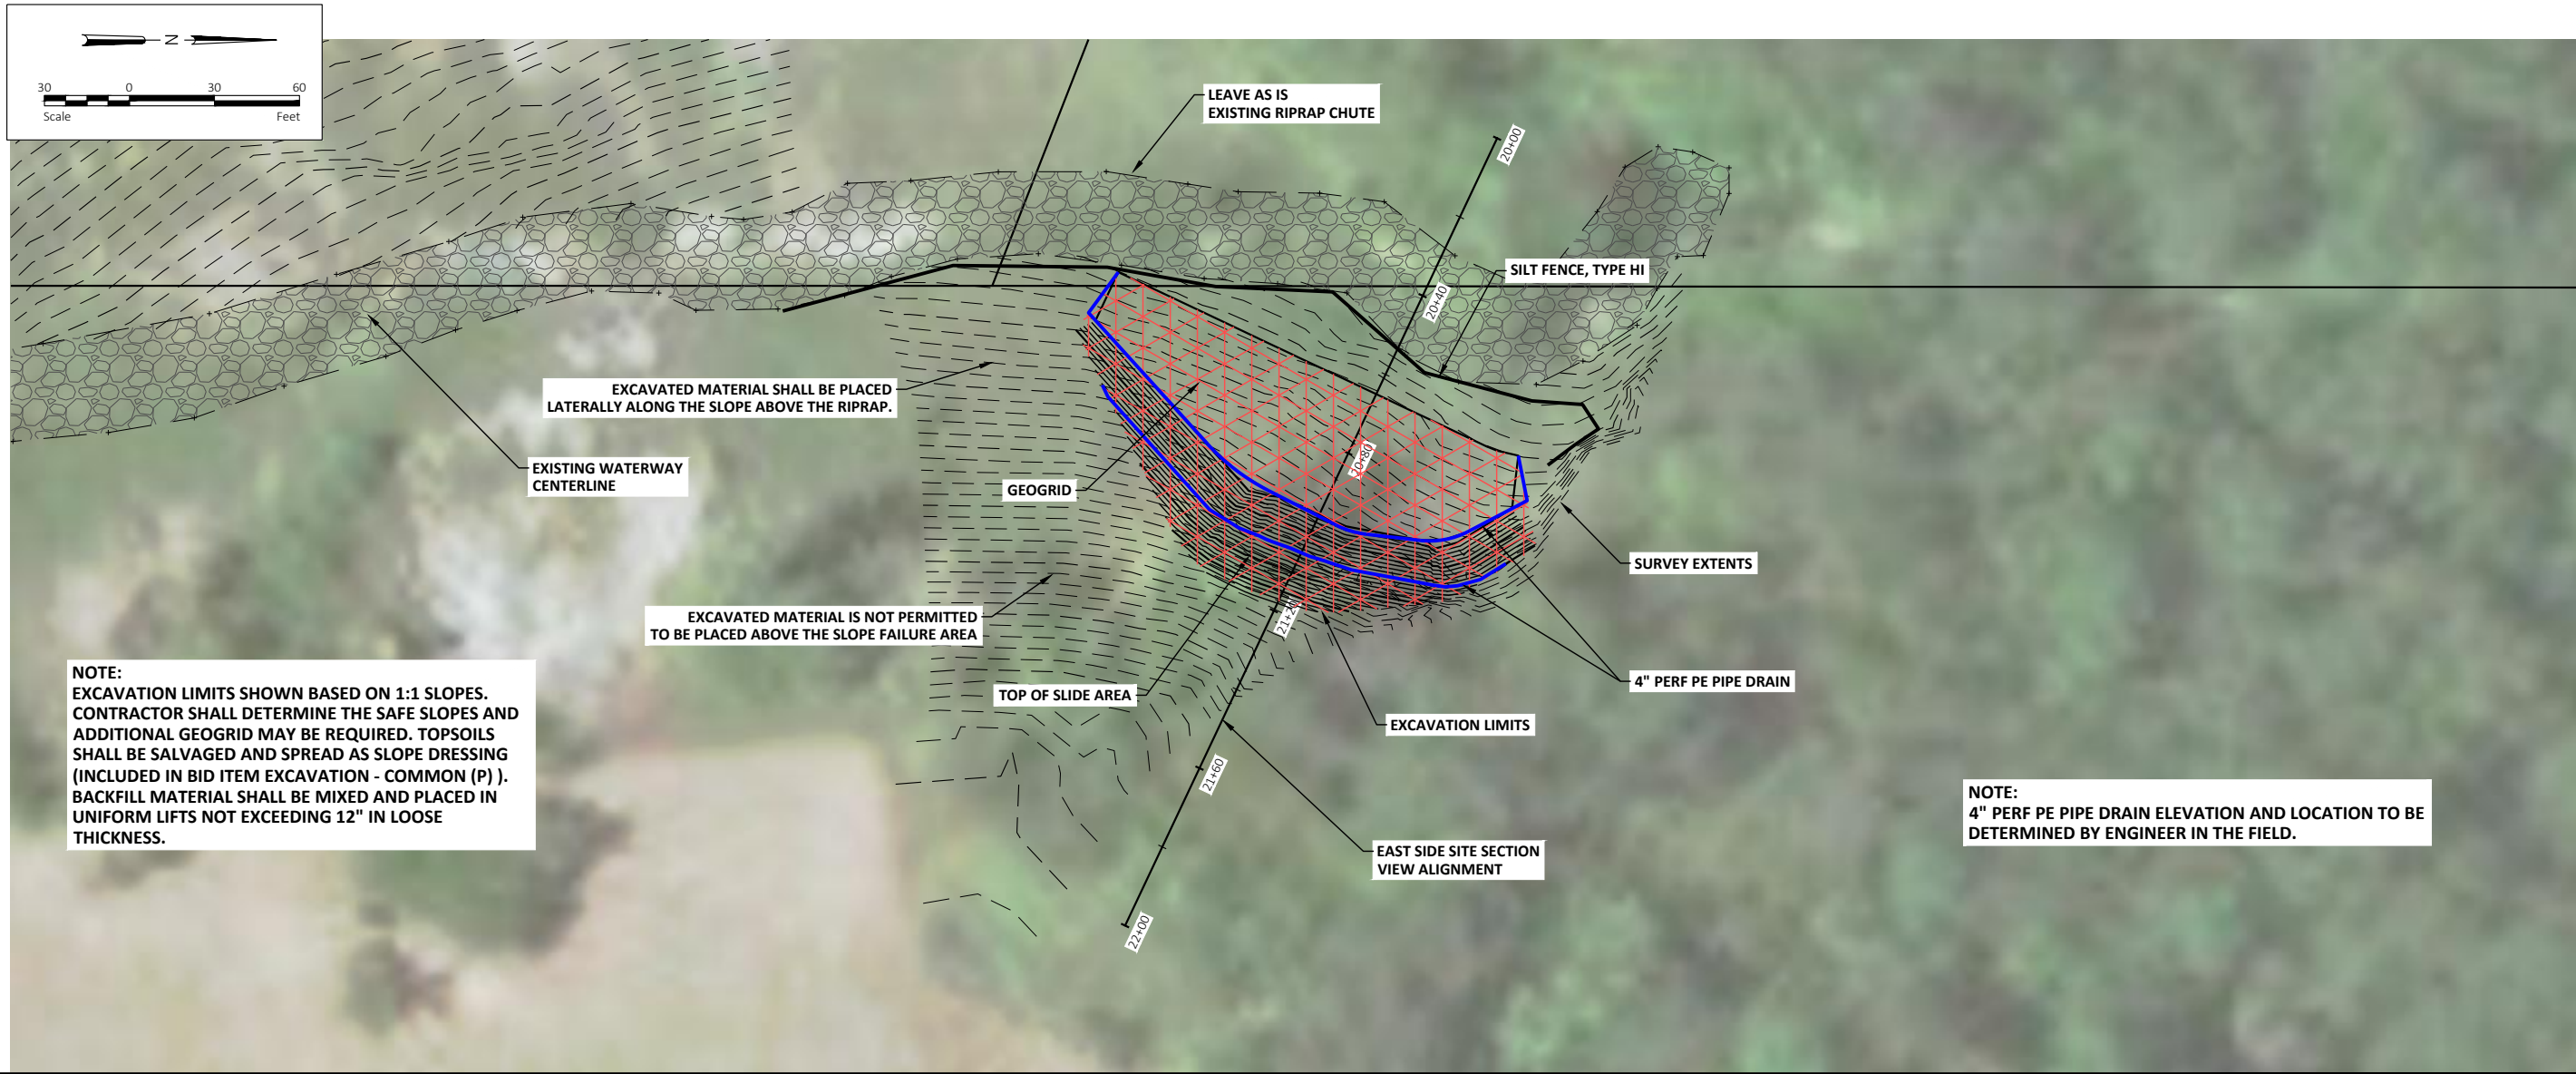 N
30 0 30 60
Scale Feet
LEAVE AS IS
EXISTING RIPRAP CHUTE
20+00
SILT FENCE, TYPE HI
20+40
EXCAVATED MATERIAL SHALL BE PLACED
LATERALLY ALONG THE SLOPE ABOVE THE RIPRAP.
EXISTING WATERWAY
CENTERLINE
GEOGRID
20+80
SURVEY EXTENTS
EXCAVATED MATERIAL IS NOT PERMITTED
TO BE PLACED ABOVE THE SLOPE FAILURE AREA
21+20
4" PERF PE PIPE DRAIN
TOP OF SLIDE AREA
EXCAVATION LIMITS
NOTE:
EXCAVATION LIMITS SHOWN BASED ON 1:1 SLOPES.
CONTRACTOR SHALL DETERMINE THE SAFE SLOPES AND
ADDITIONAL GEOGRID MAY BE REQUIRED. TOPSOILS
SHALL BE SALVAGED AND SPREAD AS SLOPE DRESSING
(INCLUDED IN BID ITEM EXCAVATION - COMMON (P) ).
BACKFILL MATERIAL SHALL BE MIXED AND PLACED IN
UNIFORM LIFTS NOT EXCEEDING 12" IN LOOSE
THICKNESS.
21+60
NOTE:
4" PERF PE PIPE DRAIN ELEVATION AND LOCATION TO BE
DETERMINED BY ENGINEER IN THE FIELD.
EAST SIDE SITE SECTION
VIEW ALIGNMENT
22+00